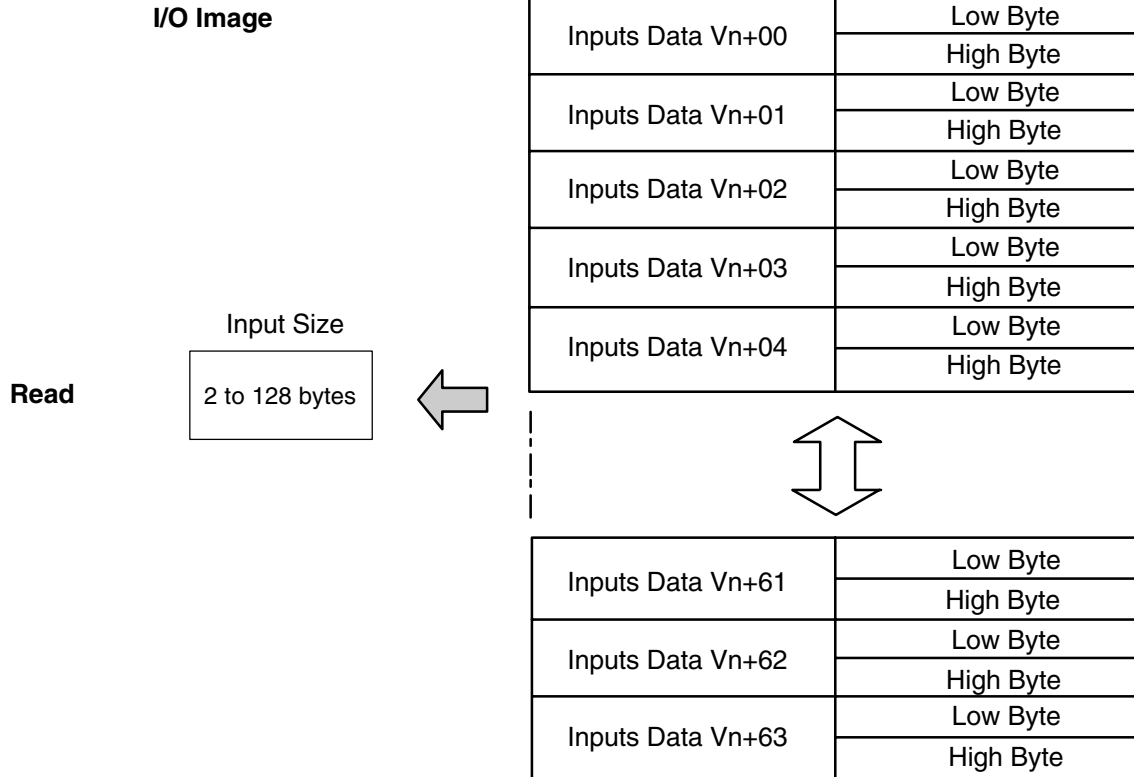 I/O Image
Inputs Data Vn+00
Low Byte
High Byte
Inputs Data Vn+01
Low Byte
High Byte
Inputs Data Vn+02
Low Byte
High Byte
Inputs Data Vn+03
Low Byte
High Byte
Inputs Data Vn+04
Low Byte
High Byte
Input Size
Read
2 to 128 bytes
Inputs Data Vn+61
Low Byte
High Byte
Inputs Data Vn+62
Low Byte
High Byte
Inputs Data Vn+63
Low Byte
High Byte